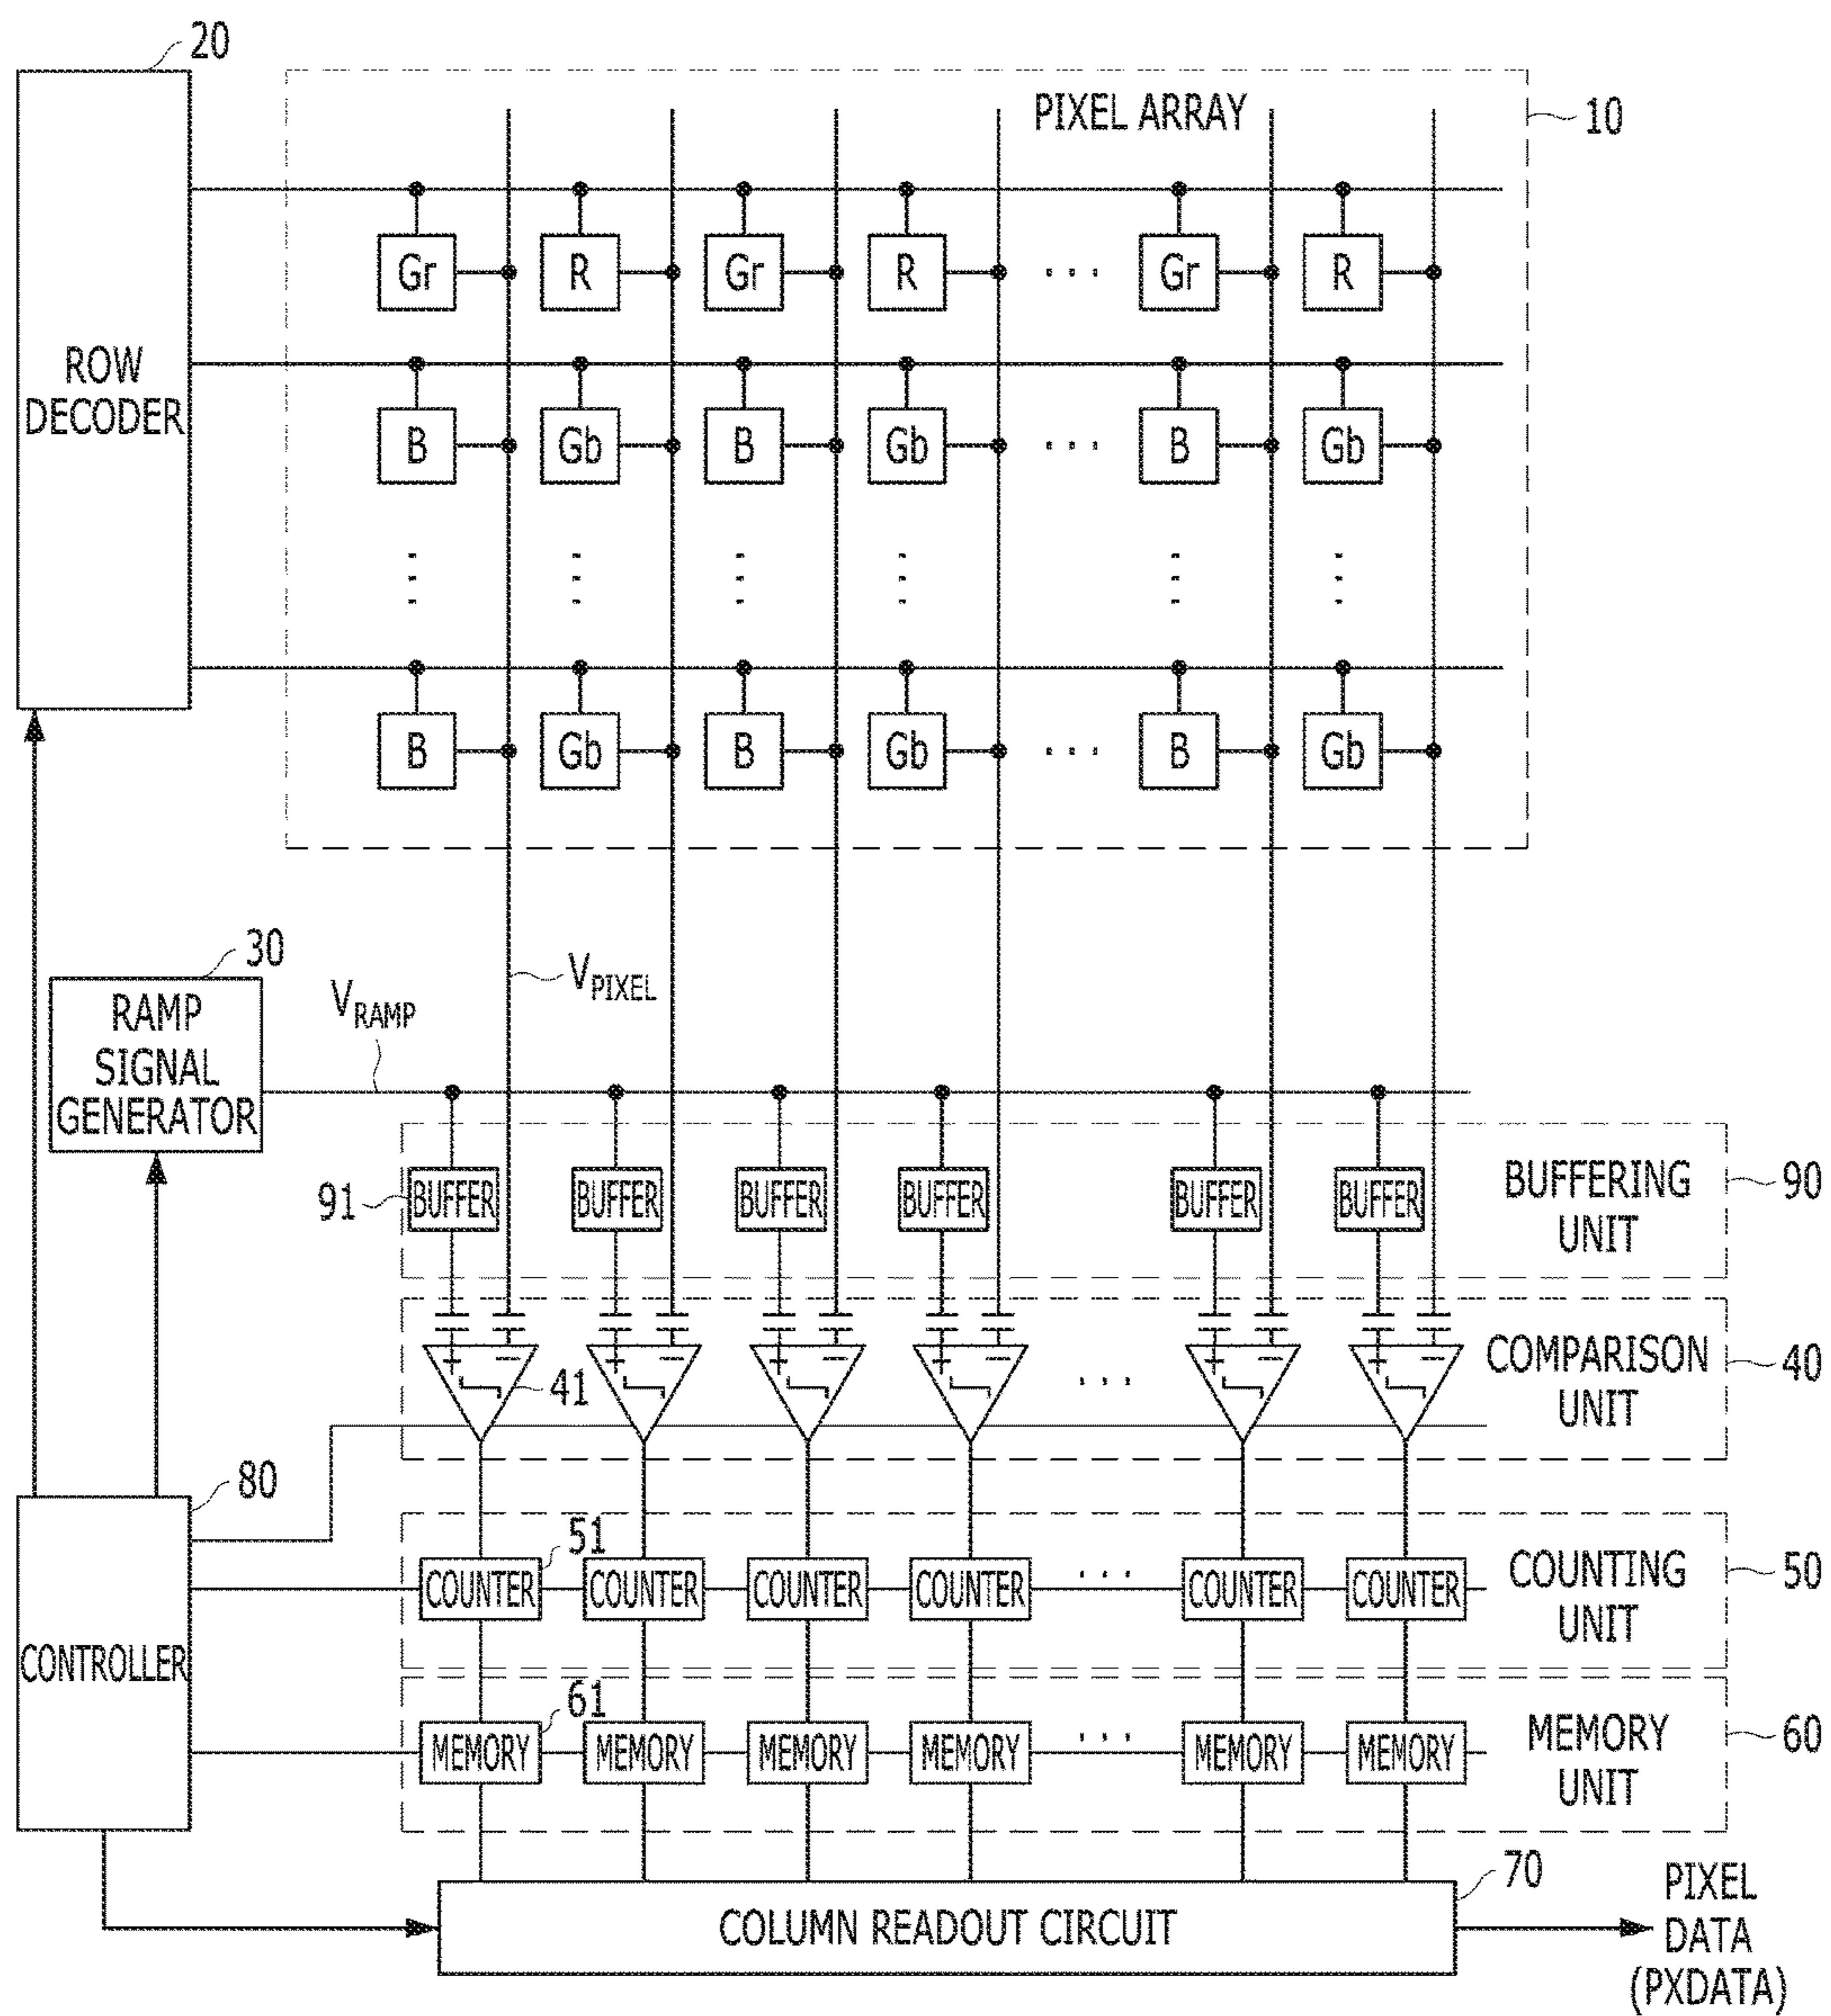 20
PIXEL ARRAY
10
Gr R Gr R ... Gr R
ROW
DECODER
B Gb B Gb ... B Gb
B Gb B Gb ... B Gb
30
RAMP
SIGNAL
GENERATOR
VRAMP
VPIXEL
91
BUFFER BUFFER BUFFER BUFFER BUFFER BUFFER
BUFFERING
UNIT
90
+ - + - + - + - + - + -
41
...
COMPARISON
UNIT
40
80
CONTROLLER
51
COUNTER COUNTER COUNTER COUNTER ... COUNTER COUNTER
COUNTING
UNIT
50
61
MEMORY MEMORY MEMORY MEMORY ... MEMORY MEMORY
MEMORY
UNIT
60
70
COLUMN READOUT CIRCUIT
PIXEL
DATA
(PXDATA)